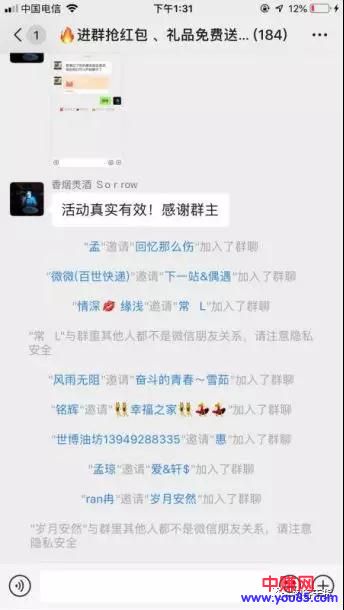 中国电信
下午1:31
12%
1
🔥进群抢红包 、礼品免费送... (184)
香烟烫酒 S o r row
活动真实有效！感谢群主
"孟"邀请"回忆那么伤"加入了群聊
"微微(百世快递)"邀请"下一站&偶遇"加入了群聊
"情深💋 缘浅"邀请"常 L"加入了群聊
"常 L"与群里其他人都不是微信朋友关系，请注意隐私
安全
"风雨无阻"邀请"奋斗的青春～雪茹"加入了群聊
"铭辉"邀请"👯幸福之家👯💃💃"加入了群聊
"世博油坊13949288335"邀请"惠"加入了群聊
"孟琼"邀请"爱&轩$"加入了群聊
"ran冉"邀请"岁月安然"加入了群聊
"岁月安然"与群里其他人都不是微信朋友关系，请注意
隐私安全
www.you85.com